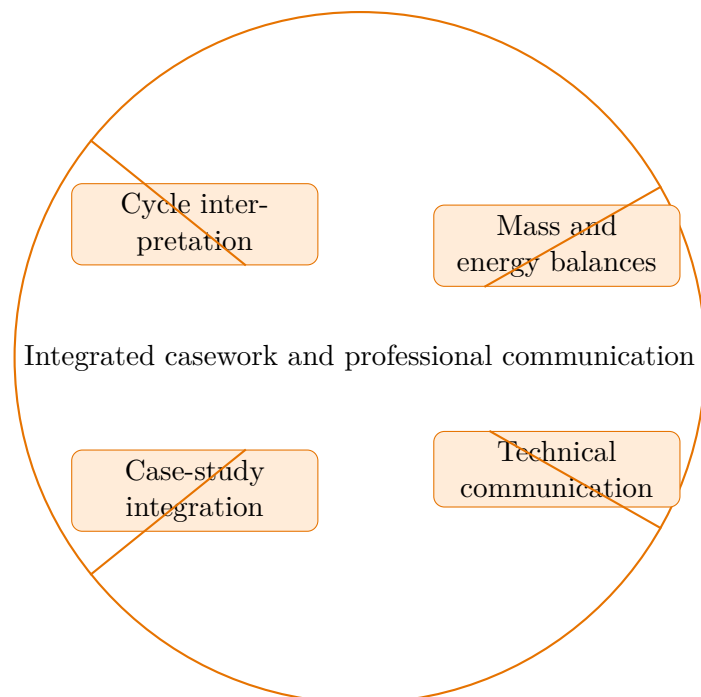 Cycle inter-
pretation
Mass and
energy balances
Integrated casework and professional communication
Case-study
integration
Technical
communication